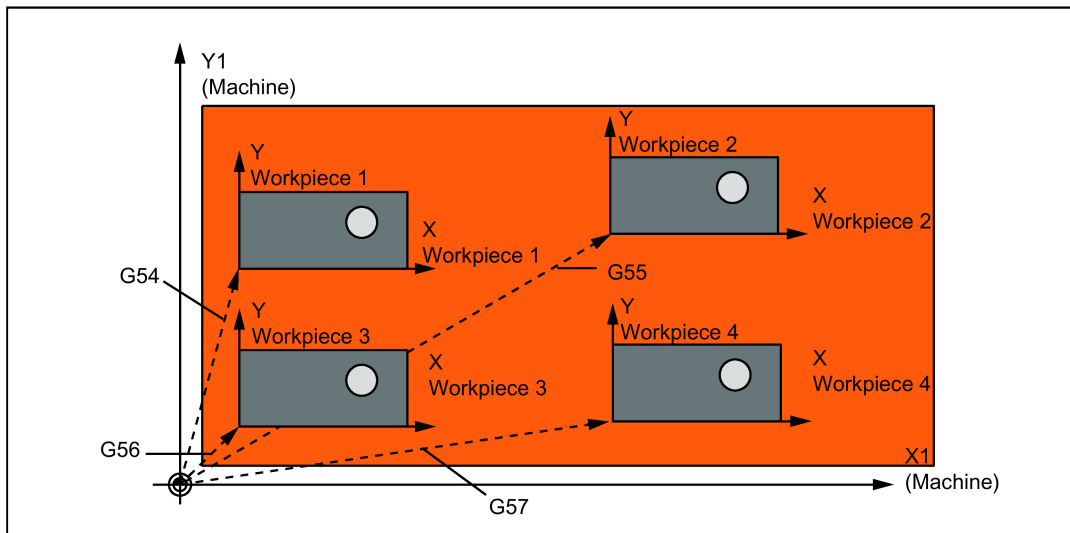 Y1
(Machine)
Y
Workpiece 2
Y
Workpiece 1
X
Workpiece 2
X
Workpiece 1
G54
G55
Y
Workpiece 3
Y
Workpiece 4
X
Workpiece 3
X
Workpiece 4
G56
X1
(Machine)
G57